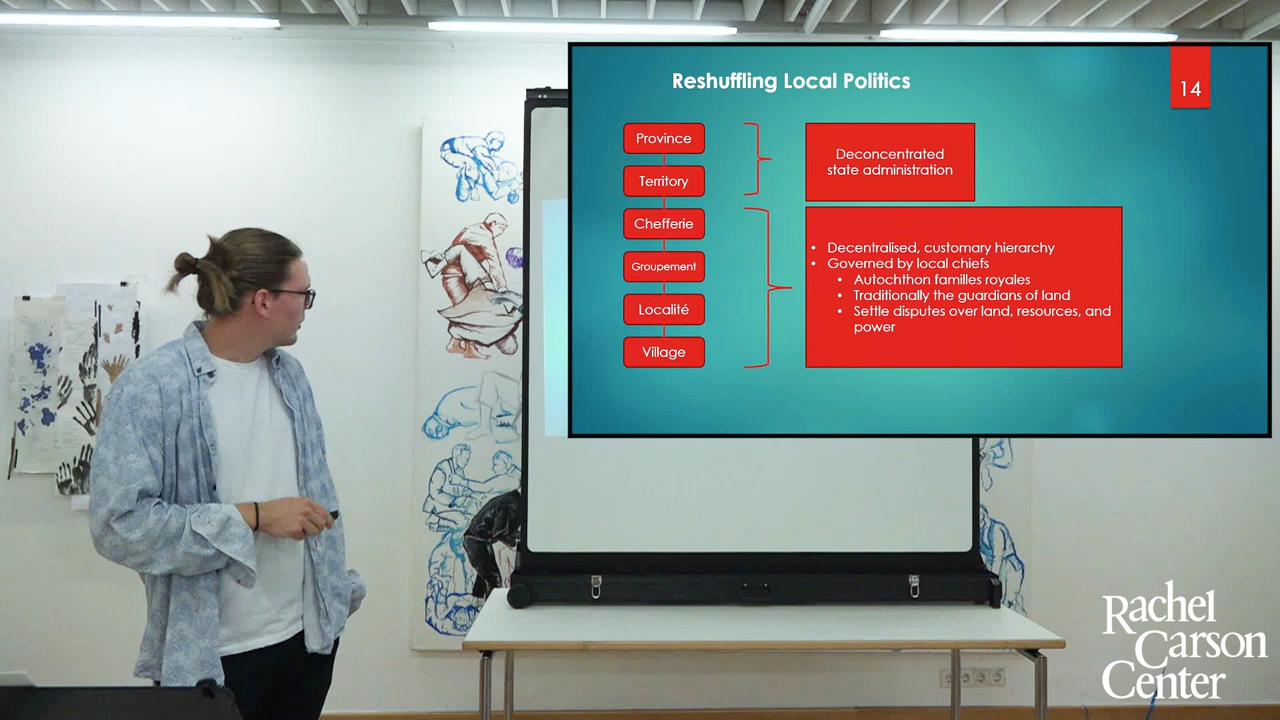 Reshuffling Local Politics
14
Province
Territory
Chefferie
Groupement
Localité
Village
Deconcentrated
state administration
• Decentralised, customary hierarchy
• Governed by local chiefs
• Autochthon familles royales
• Traditionally the guardians of land
• Settle disputes over land, resources, and
power
Rachel
Carson
Center